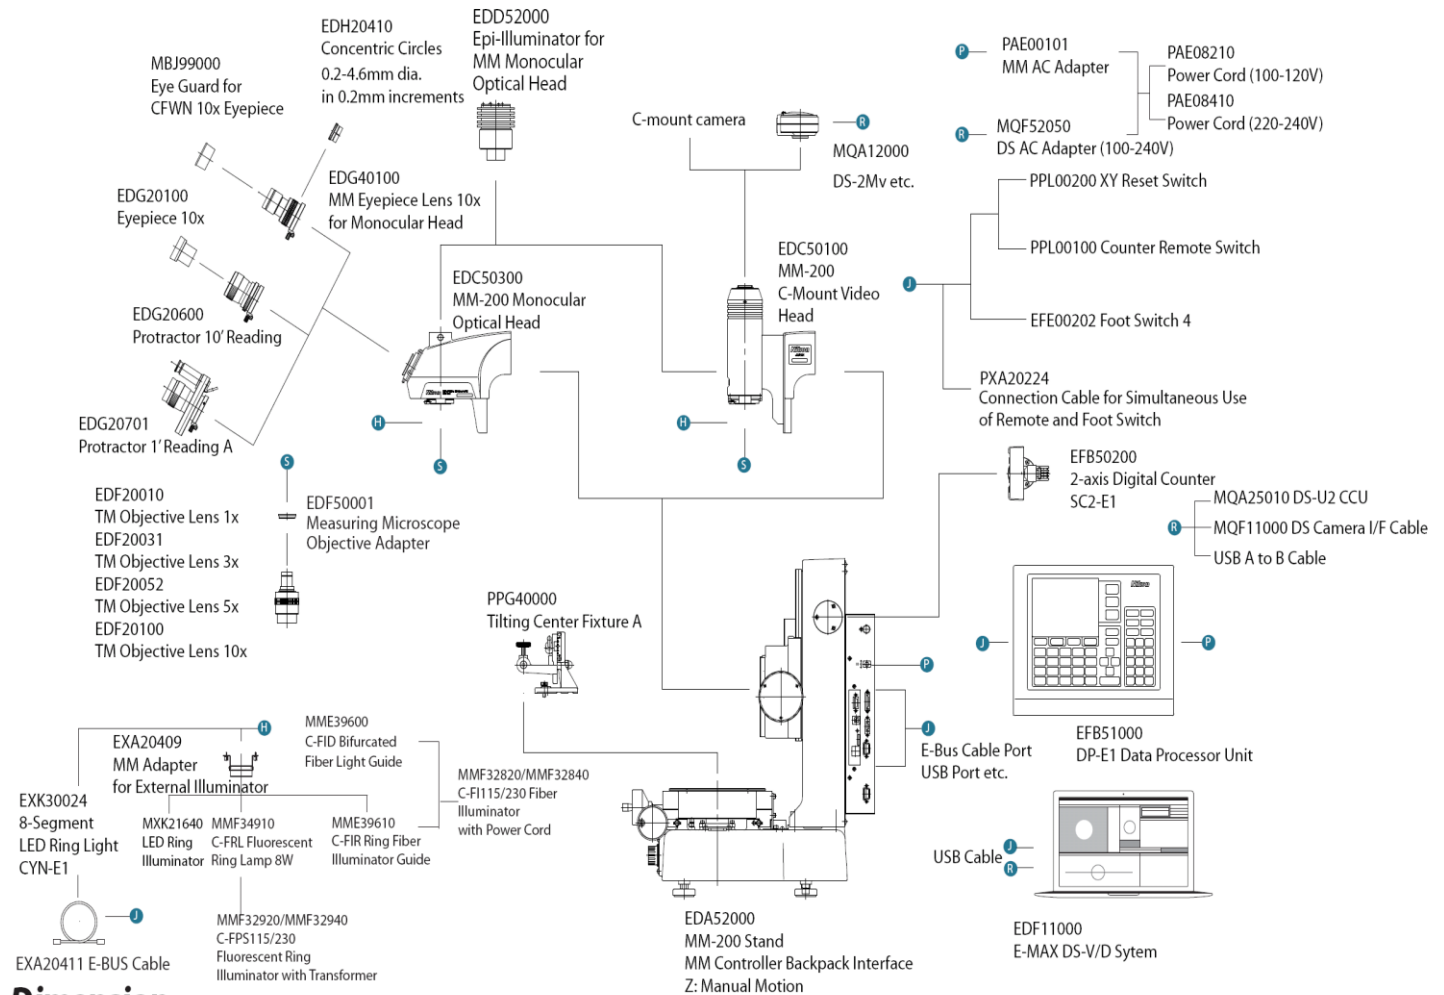 EDH20410
Concentric Circles
0.2-4.6mm dia.
in 0.2mm increments
EDD52000
Epi-Illuminator for
MM Monocular
Optical Head
MBJ99000
Eye Guard for
CFWN 10x Eyepiece
C-mount camera
R
MQA12000
DS-2Mv etc.
P
PAE00101
MM AC Adapter
PAE08210
Power Cord (100-120V)
PAE08410
Power Cord (220-240V)
R
MQF52050
DS AC Adapter (100-240V)
EDG40100
MM Eyepiece Lens 10x
for Monocular Head
EDG20100
Eyepiece 10x
PPL00200 XY Reset Switch
PPL00100 Counter Remote Switch
J
EFE00202 Foot Switch 4
PXA20224
Connection Cable for Simultaneous Use
of Remote and Foot Switch
EDC50300
MM-200 Monocular
Optical Head
EDC50100
MM-200
C-Mount Video
Head
Nikon
Nikon
EDG20600
Protractor 10' Reading
EDG20701
Protractor 1' Reading A
H
S
H
S
S
EDF20010
TM Objective Lens 1x
EDF20031
TM Objective Lens 3x
EDF20052
TM Objective Lens 5x
EDF20100
TM Objective Lens 10x
EDF50001
Measuring Microscope
Objective Adapter
EFB50200
2-axis Digital Counter
SC2-E1
R
MQA25010 DS-U2 CCU
MQF11000 DS Camera I/F Cable
USB A to B Cable
PPG40000
Tilting Center Fixture A
P
J
E-Bus Cable Port
USB Port etc.
Nikon
J
P
EFB51000
DP-E1 Data Processor Unit
H
EXA20409
MM Adapter
for External Illuminator
MME39600
C-FID Bifurcated
Fiber Light Guide
MMF32820/MMF32840
C-FI115/230 Fiber
Illuminator
with Power Cord
EXK30024
8-Segment
LED Ring Light
CYN-E1
MXK21640
LED Ring
Illuminator
MMF34910
C-FRL Fluorescent
Ring Lamp 8W
MME39610
C-FIR Ring Fiber
Illuminator Guide
J
EXA20411 E-BUS Cable
MMF32920/MMF32940
C-FPS115/230
Fluorescent Ring
Illuminator with Transformer
EDA52000
MM-200 Stand
MM Controller Backpack Interface
Z: Manual Motion
USB Cable
J
R
EDF11000
E-MAX DS-V/D Sytem